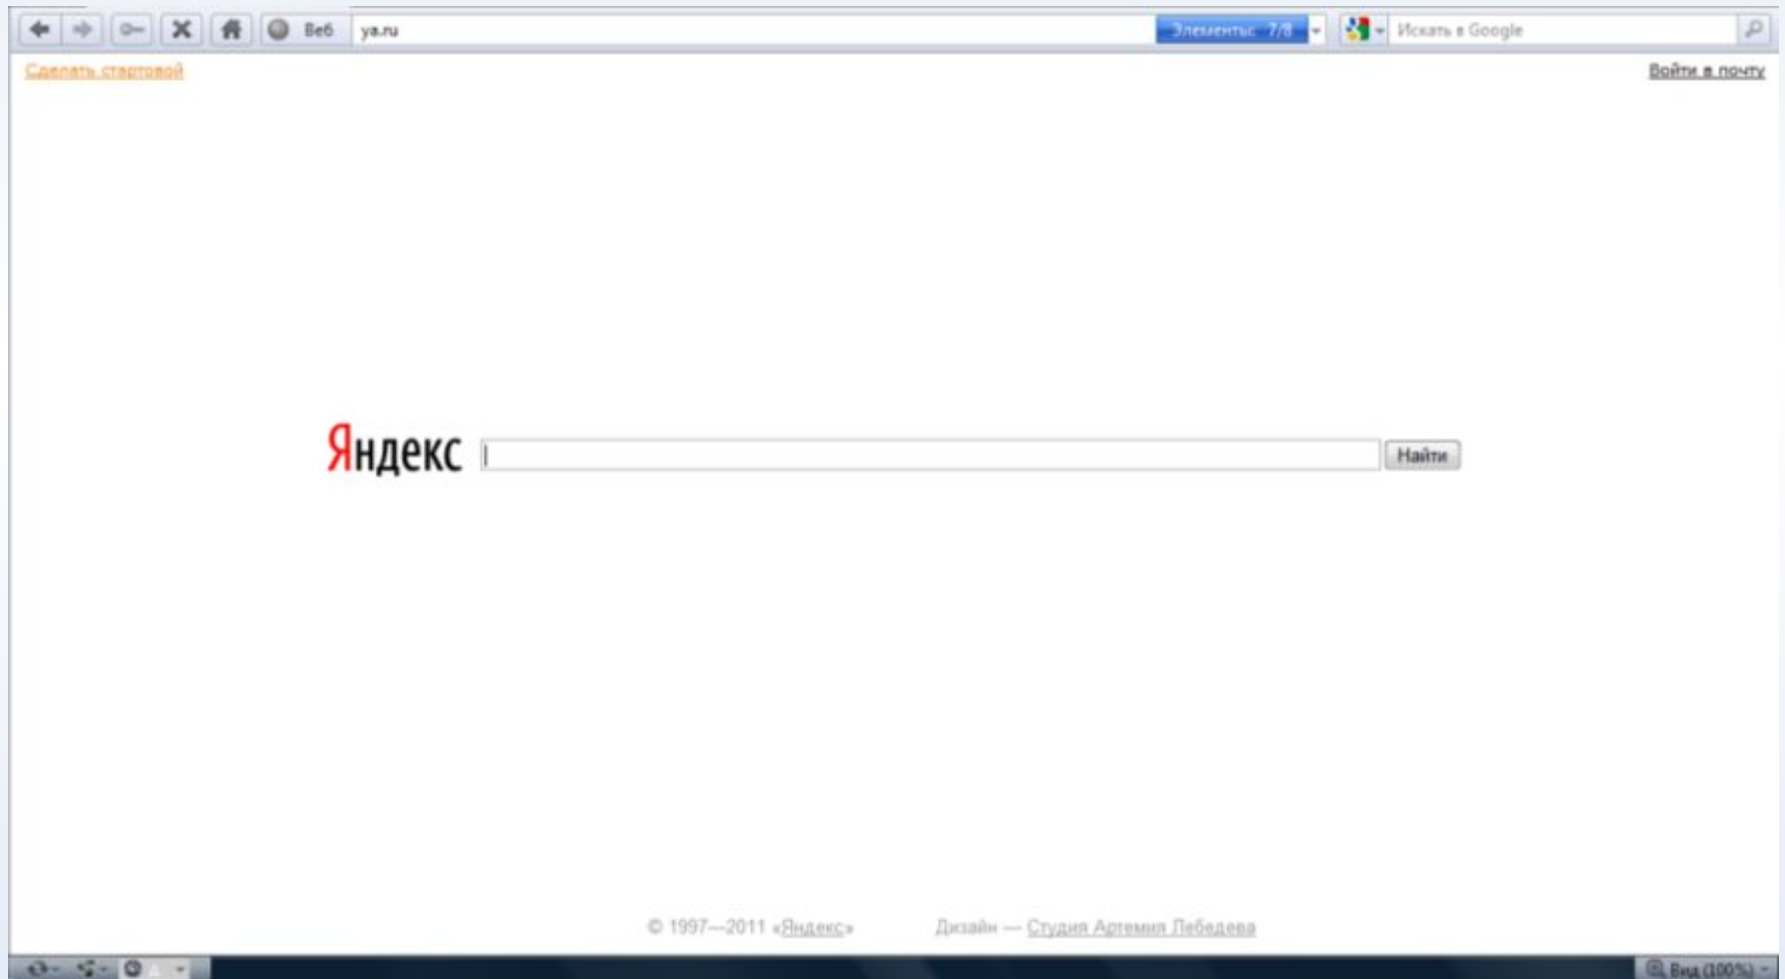 Веб ya.ru Элементы: 7/8 Искать в Google
Сделать стартовой Войти в почту
Яндекс Найти
© 1997—2011 «Яндекс» Дизайн — Студия Артемия Лебедева
Вид (100%)